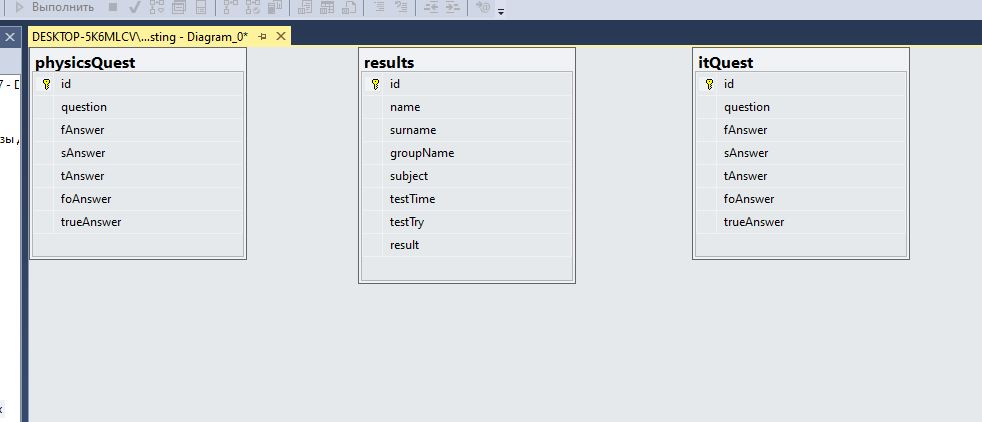 Выполнить
DESKTOP-5K6MLCV\...sting - Diagram_0*
physicsQuest
id
question
fAnswer
sAnswer
tAnswer
foAnswer
trueAnswer
results
id
name
surname
groupName
subject
testTime
testTry
result
itQuest
id
question
fAnswer
sAnswer
tAnswer
foAnswer
trueAnswer